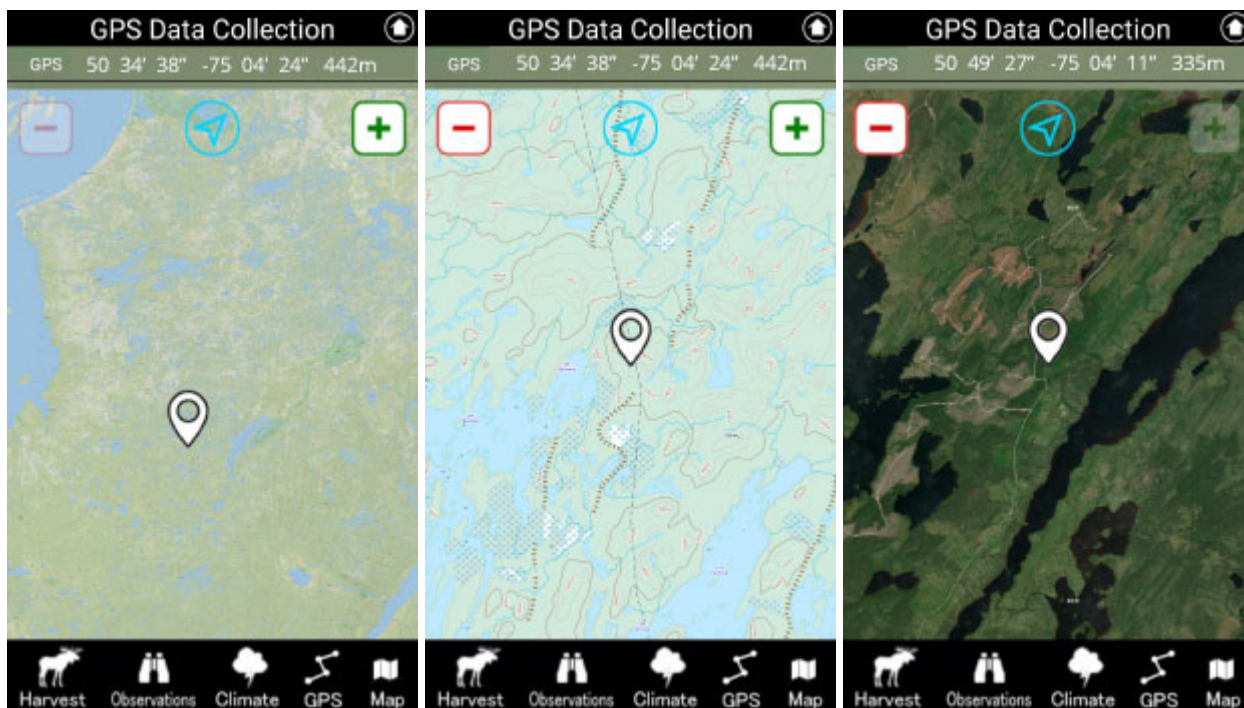 GPS Data Collection
GPS 50 34' 38" -75 04' 24" 442m
Harvest Observations Climate GPS Map
GPS Data Collection
GPS 50 34' 38" -75 04' 24" 442m
Harvest Observations Climate GPS Map
GPS Data Collection
GPS 50 49' 27" -75 04' 11" 335m
Harvest Observations Climate GPS Map